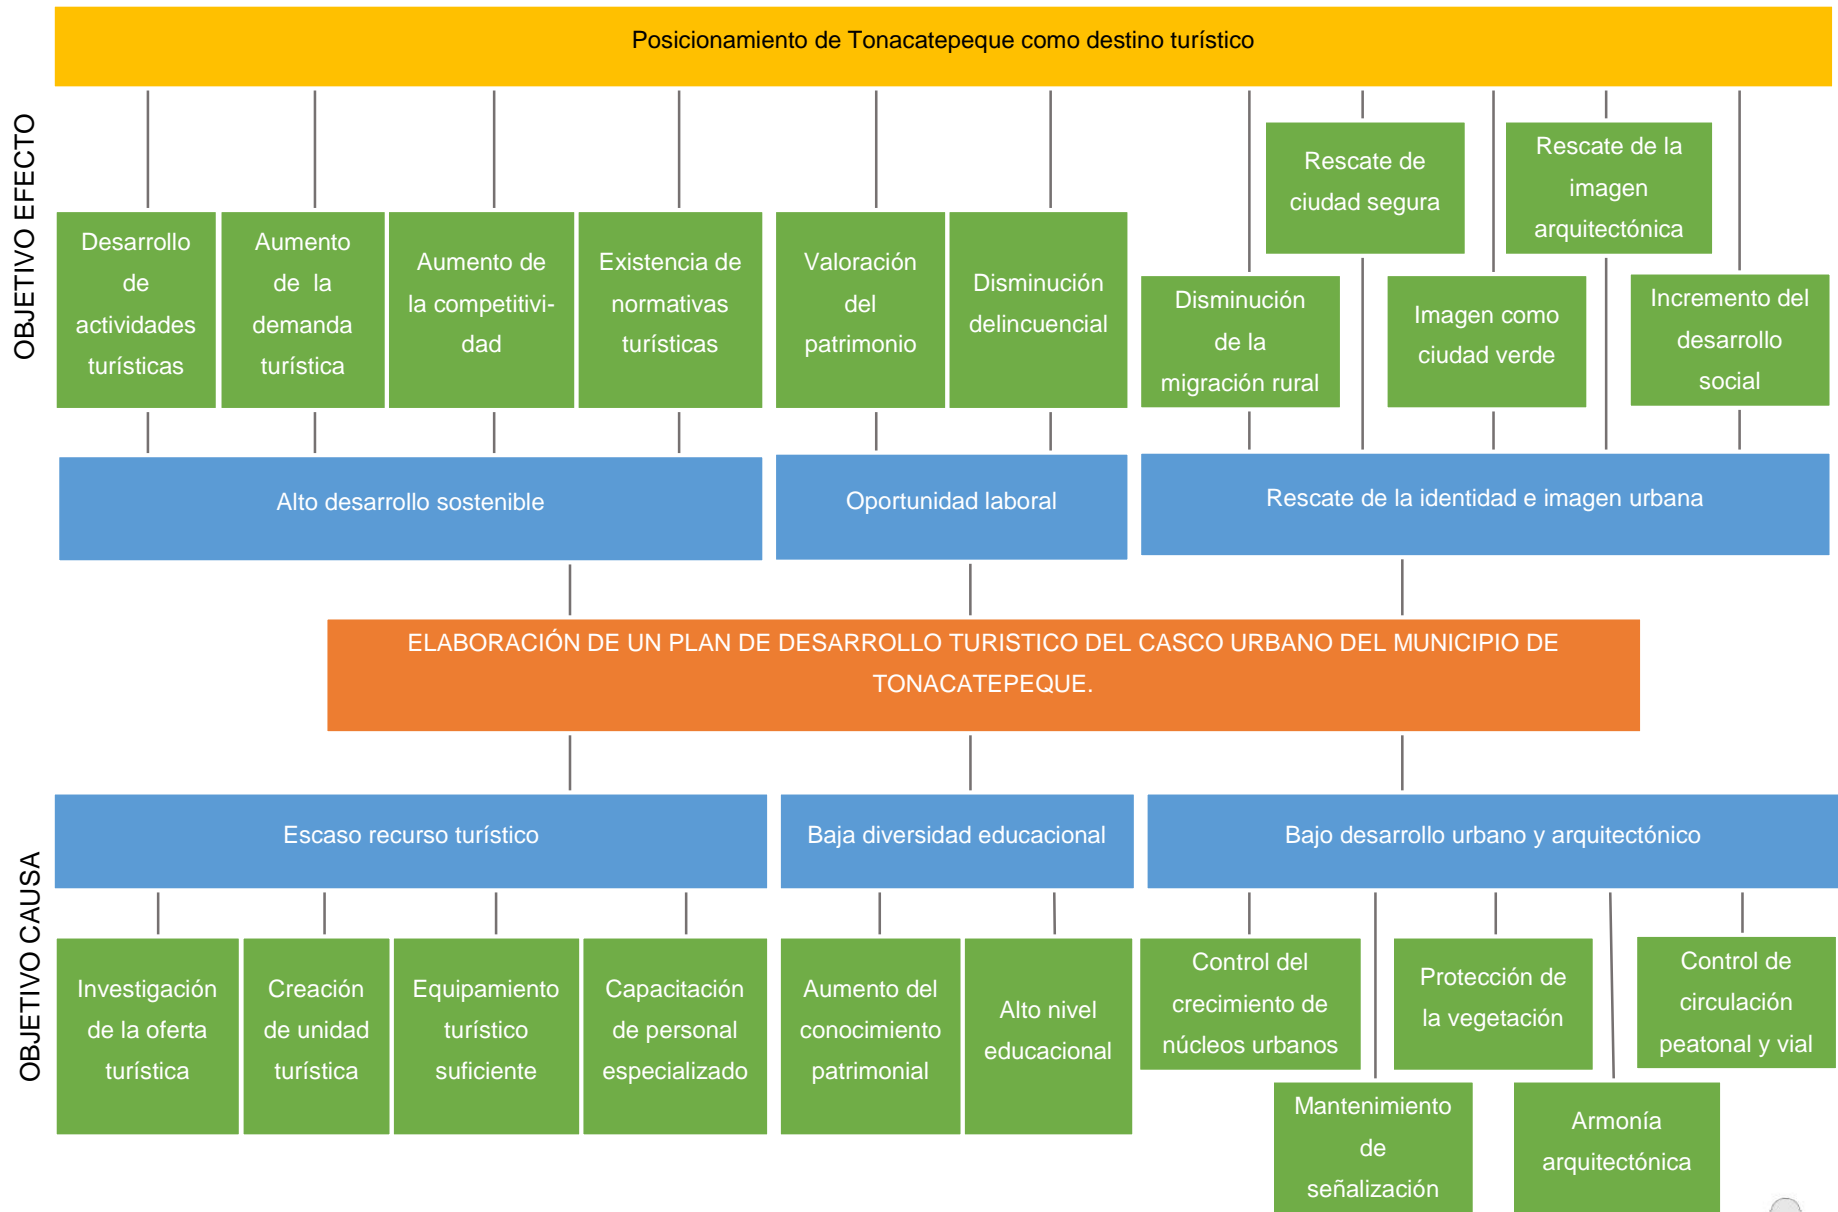 Posicionamiento de Tonacatepeque como destino turístico
OBJETIVO EFECTO
Desarrollo
de
actividades
turísticas
Aumento
de la
demanda
turística
Aumento de
la competitivi-
dad
Existencia de
normativas
turísticas
Valoración
del
patrimonio
Disminución
delincuencial
Disminución
de la
migración rural
Rescate de
ciudad segura
Imagen como
ciudad verde
Rescate de la
imagen
arquitectónica
Incremento del
desarrollo
social
Alto desarrollo sostenible
Oportunidad laboral
Rescate de la identidad e imagen urbana
ELABORACIÓN DE UN PLAN DE DESARROLLO TURISTICO DEL CASCO URBANO DEL MUNICIPIO DE
TONACATEPEQUE.
OBJETIVO CAUSA
Escaso recurso turístico
Baja diversidad educacional
Bajo desarrollo urbano y arquitectónico
Investigación
de la oferta
turística
Creación
de unidad
turística
Equipamiento
turístico
suficiente
Capacitación
de personal
especializado
Aumento del
conocimiento
patrimonial
Alto nivel
educacional
Control del
crecimiento de
núcleos urbanos
Mantenimiento
de
señalización
Protección de
la vegetación
Armonía
arquitectónica
Control de
circulación
peatonal y vial